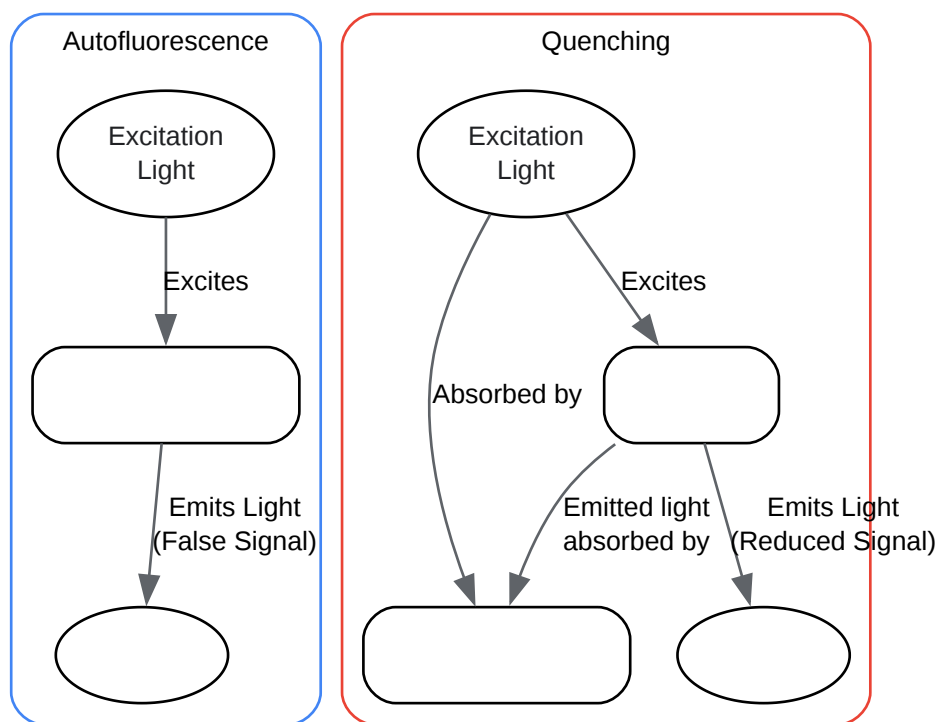 Autofluorescence
Excitation
Light
Excites
Emits Light
(False Signal)
Quenching
Excitation
Light
Excites
Absorbed by
Emitted light
absorbed by
Emits Light
(Reduced Signal)